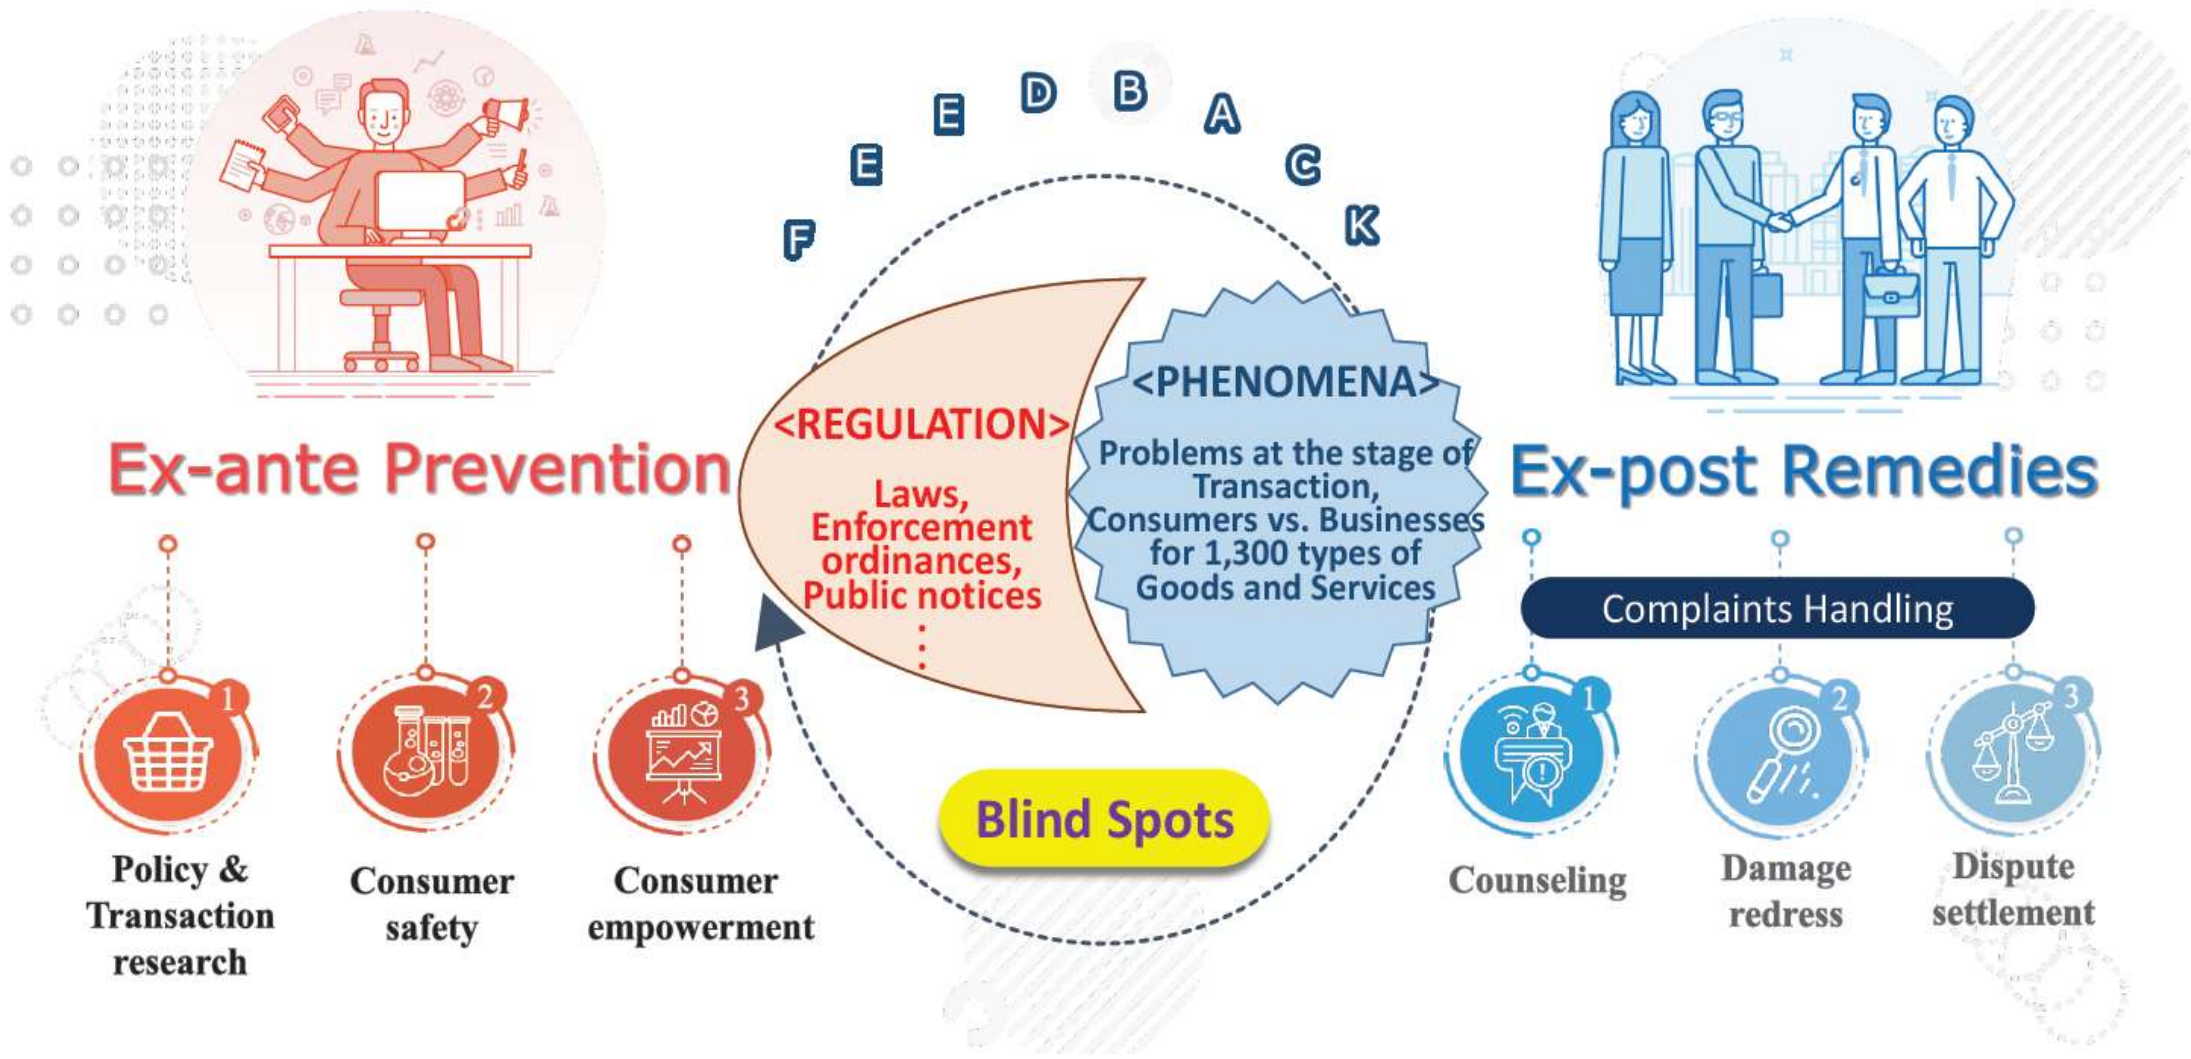 FEEDBACK
Ex-ante Prevention
1
Policy &
Transaction
research
2
Consumer
safety
3
Consumer
empowerment
<REGULATION>
Laws,
Enforcement
ordinances,
Public notices
<PHENOMENA>
Problems at the stage of
Transaction,
Consumers vs. Businesses
for 1,300 types of
Goods and Services
Blind Spots
Ex-post Remedies
Complaints Handling
1
Counseling
2
Damage
redress
3
Dispute
settlement